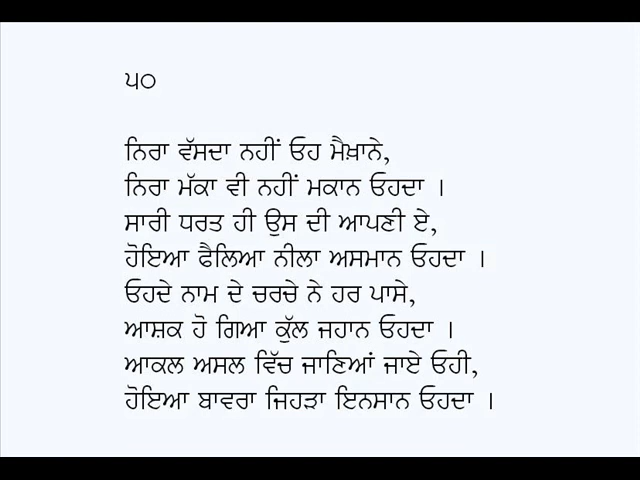 ੫੦
ਨਿਰਾ ਵੱਸਦਾ ਨਹੀਂ ਓਹ ਮੈਖ਼ਾਨੇ,
ਨਿਰਾ ਮੱਕਾ ਵੀ ਨਹੀਂ ਮਕਾਨ ਓਹਦਾ ।
ਸਾਰੀ ਧਰਤ ਹੀ ਉਸ ਦੀ ਆਪਣੀ ਏ,
ਹੋਇਆ ਫੈਲਿਆ ਨੀਲਾ ਅਸਮਾਨ ਓਹਦਾ ।
ਓਹਦੇ ਨਾਮ ਦੇ ਚਰਚੇ ਨੇ ਹਰ ਪਾਸੇ,
ਆਸ਼ਕ ਹੋ ਗਿਆ ਕੁੱਲ ਜਹਾਨ ਓਹਦਾ ।
ਆਕਲ ਅਸਲ ਵਿੱਚ ਜਾਣਿਆਂ ਜਾਏ ਓਹੀ,
ਹੋਇਆ ਬਾਵਰਾ ਜਿਹੜਾ ਇਨਸਾਨ ਓਹਦਾ ।